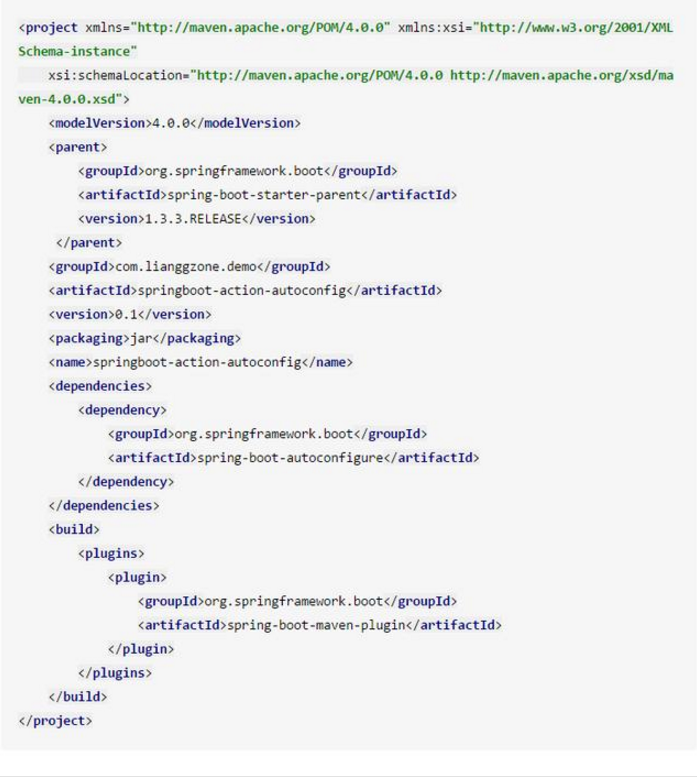 <project xmlns="http://maven.apache.org/POM/4.0.0" xmlns:xsi="http://www.w3.org/2001/XML
Schema-instance"
    xsi:schemaLocation="http://maven.apache.org/POM/4.0.0 http://maven.apache.org/xsd/ma
ven-4.0.0.xsd">
    <modelVersion>4.0.0</modelVersion>
    <parent>
        <groupId>org.springframework.boot</groupId>
        <artifactId>spring-boot-starter-parent</artifactId>
        <version>1.3.3.RELEASE</version>
     </parent>
    <groupId>com.lianggzone.demo</groupId>
    <artifactId>springboot-action-autoconfig</artifactId>
    <version>0.1</version>
    <packaging>jar</packaging>
    <name>springboot-action-autoconfig</name>
    <dependencies>
        <dependency>
            <groupId>org.springframework.boot</groupId>
            <artifactId>spring-boot-autoconfigure</artifactId>
        </dependency>
    </dependencies>
    <build>
        <plugins>
            <plugin>
                <groupId>org.springframework.boot</groupId>
                <artifactId>spring-boot-maven-plugin</artifactId>
            </plugin>
        </plugins>
    </build>
</project>